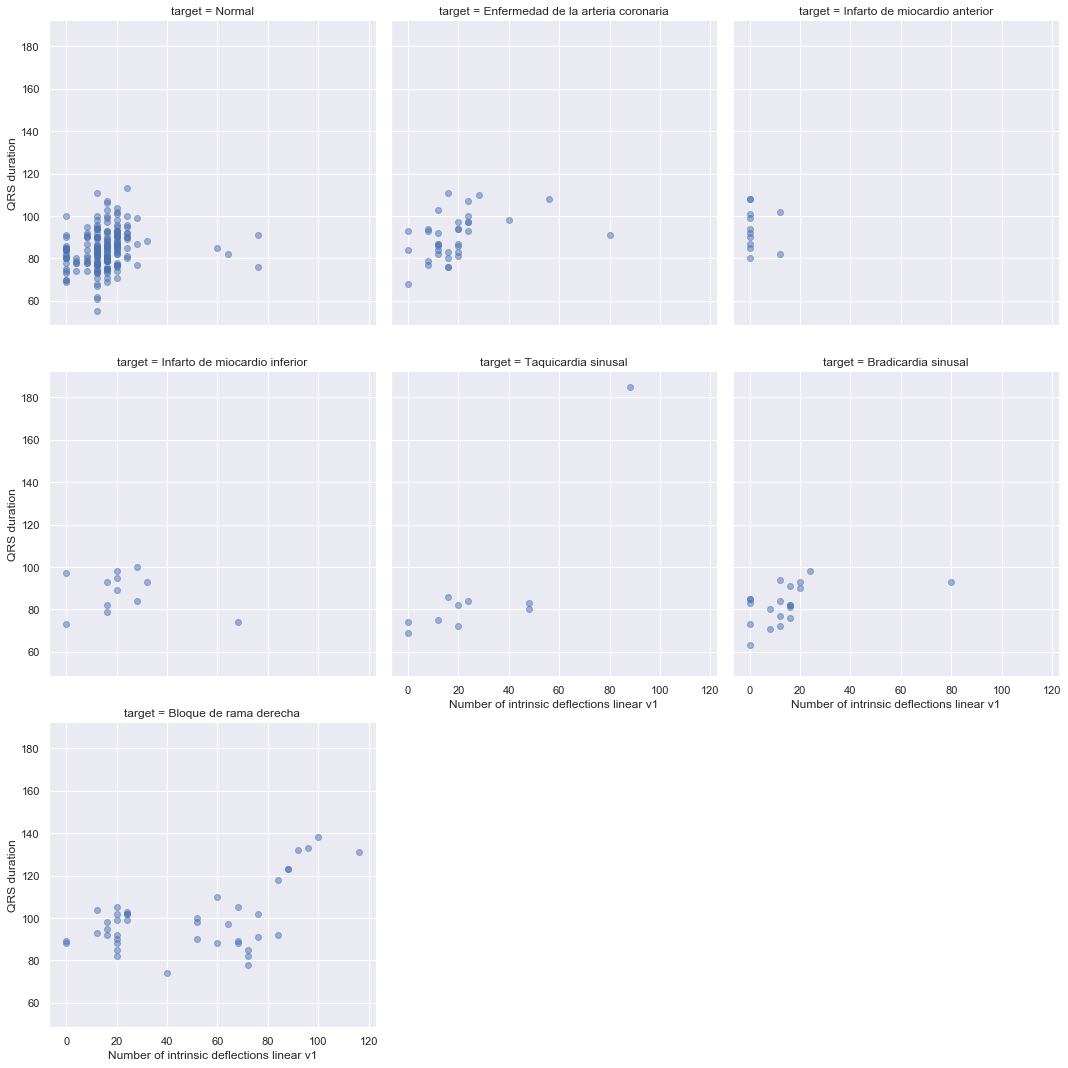 target = Normal
target = Enfermedad de la arteria coronaria
target = Infarto de miocardio anterior
180
160
140
120
100
80
60
QRS duration
target = Infarto de miocardio inferior
target = Taquicardia sinusal
target = Bradicardia sinusal
180
160
140
120
100
80
60
QRS duration
0 20 40 60 80 100 120
Number of intrinsic deflections linear v1
0 20 40 60 80 100 120
Number of intrinsic deflections linear v1
target = Bloque de rama derecha
180
160
140
120
100
80
60
QRS duration
0 20 40 60 80 100 120
Number of intrinsic deflections linear v1